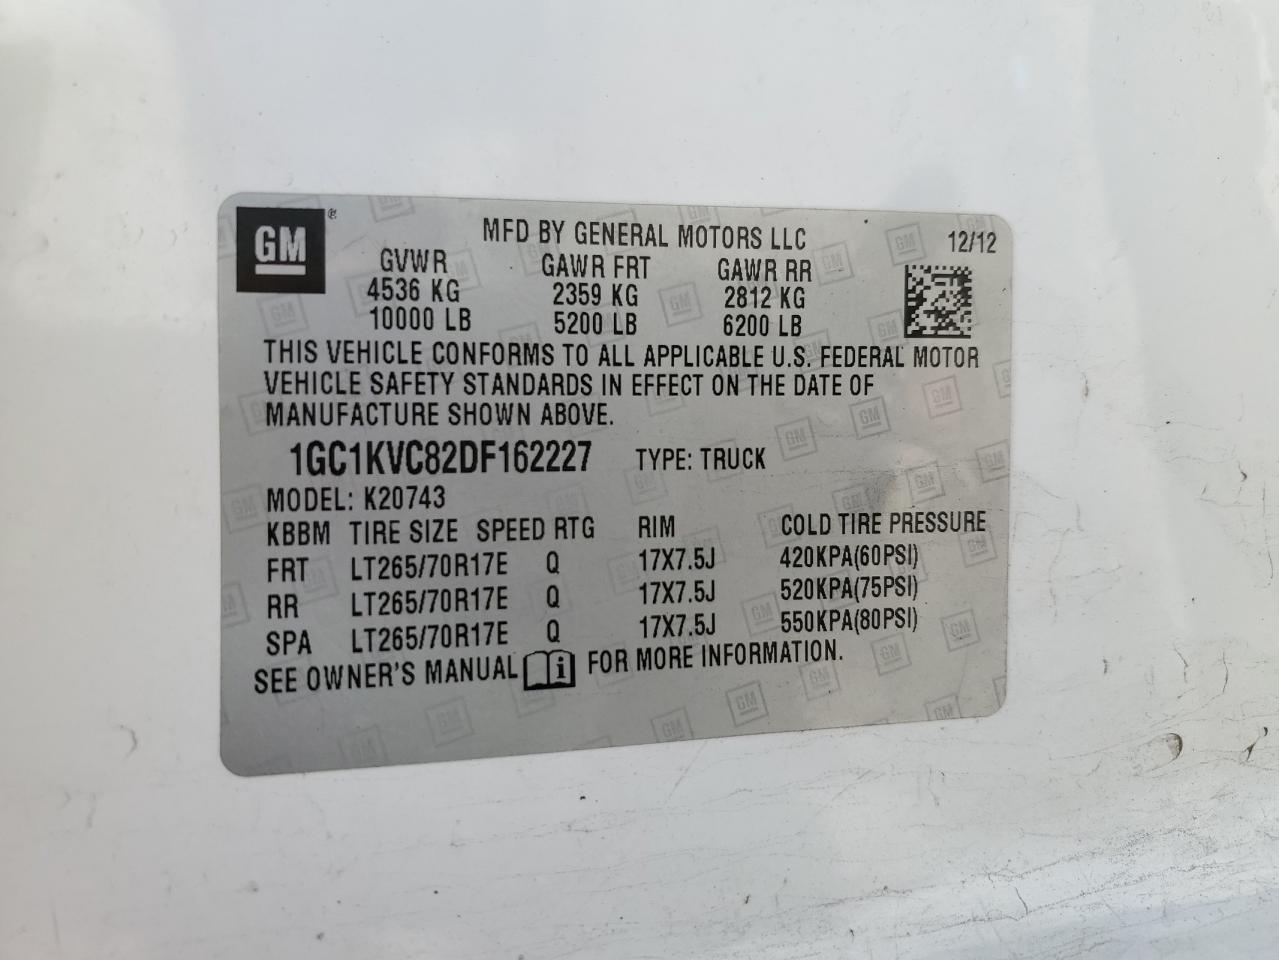 GM ®
MFD BY GENERAL MOTORS LLC 12/12
GVWR GAWR FRT GAWR RR
4536 KG 2359 KG 2812 KG
10000 LB 5200 LB 6200 LB
THIS VEHICLE CONFORMS TO ALL APPLICABLE U.S. FEDERAL MOTOR
VEHICLE SAFETY STANDARDS IN EFFECT ON THE DATE OF
MANUFACTURE SHOWN ABOVE.
1GC1KVC82DF162227 TYPE: TRUCK
MODEL: K20743
KBBM TIRE SIZE SPEED RTG RIM COLD TIRE PRESSURE
FRT LT265/70R17E Q 17X7.5J 420KPA(60PSI)
RR LT265/70R17E Q 17X7.5J 520KPA(75PSI)
SPA LT265/70R17E Q 17X7.5J 550KPA(80PSI)
SEE OWNER'S MANUAL i FOR MORE INFORMATION.